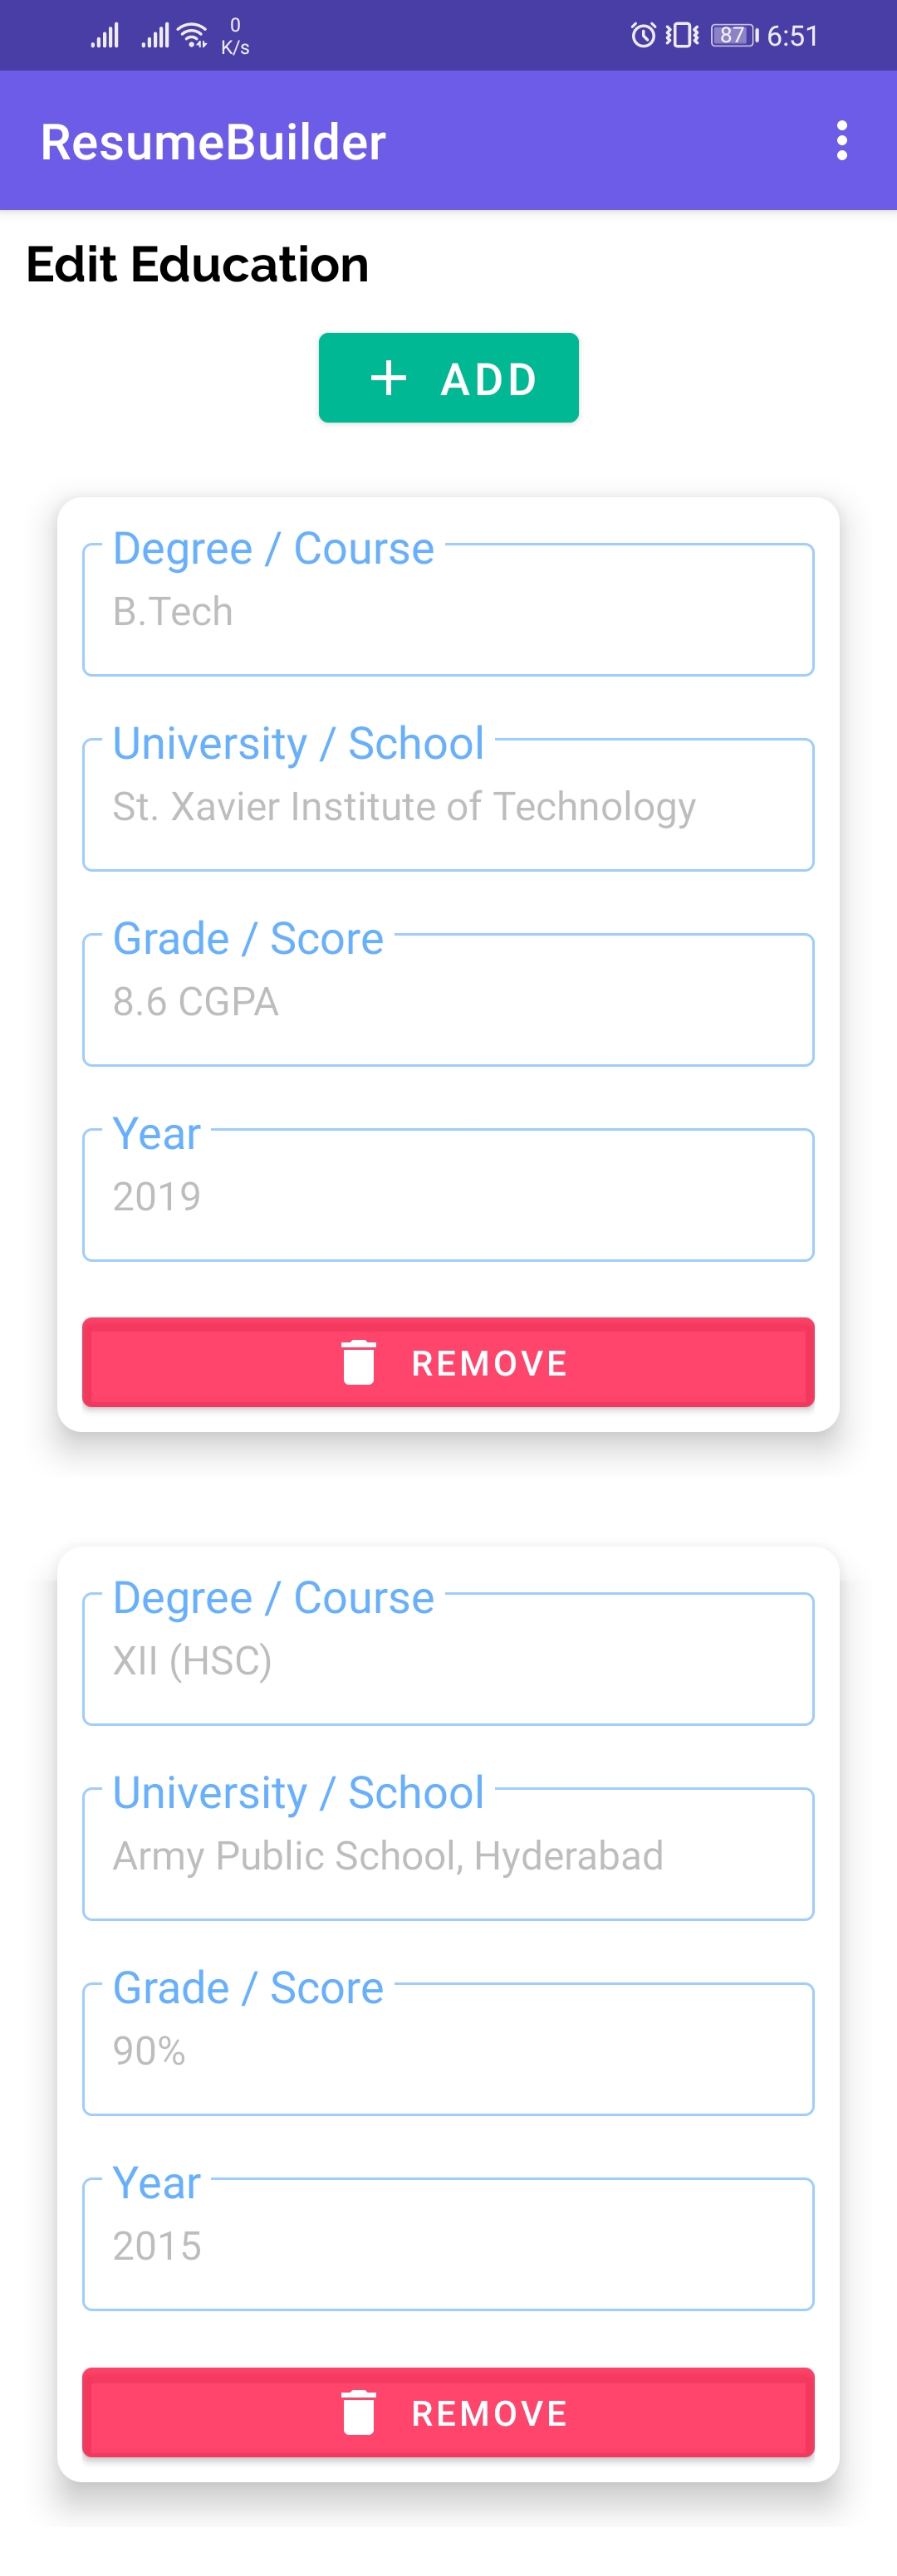 0
K/s
87 6:51
ResumeBuilder
Edit Education
+ ADD
Degree / Course
B.Tech
University / School
St. Xavier Institute of Technology
Grade / Score
8.6 CGPA
Year
2019
REMOVE
Degree / Course
XII (HSC)
University / School
Army Public School, Hyderabad
Grade / Score
90%
Year
2015
REMOVE